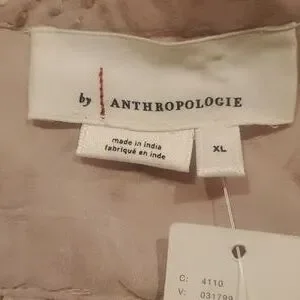 by ANTHROPOLOGIE
made in india
fabriqué en inde
XL
C: 4110
V: 031799